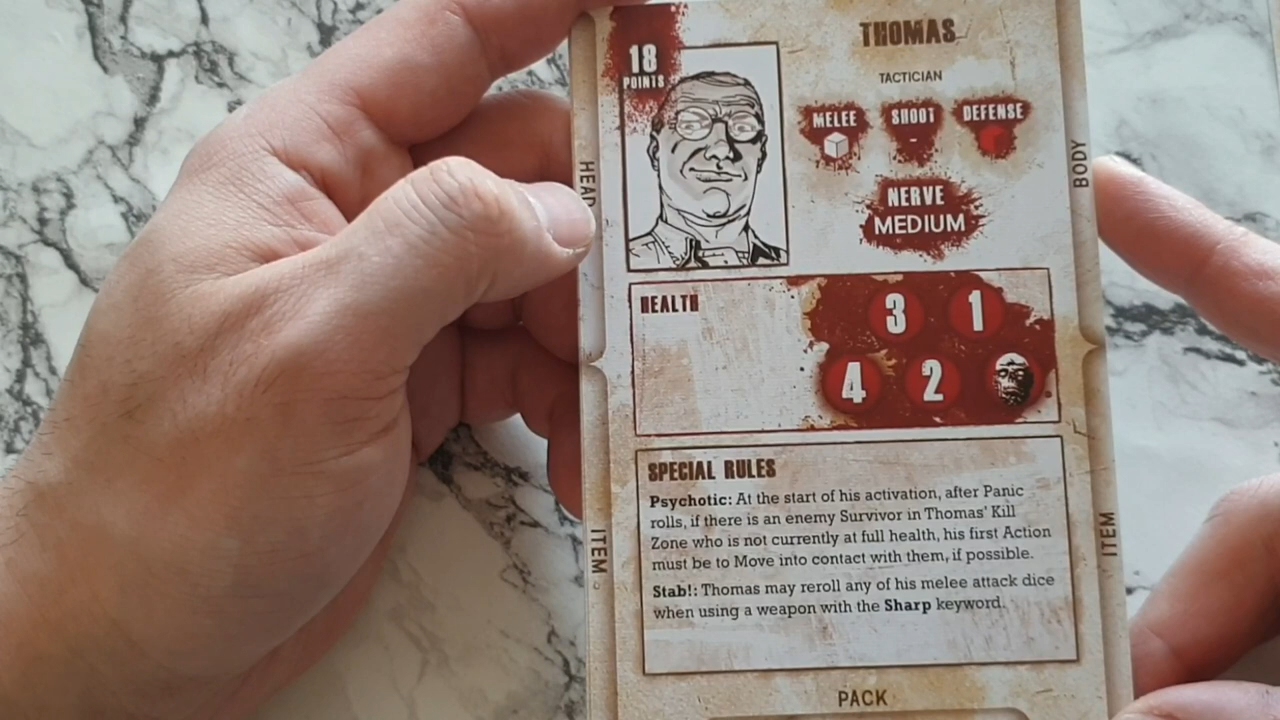 18
POINTS
THOMAS
TACTICIAN
MELEE
SHOOT
-
DEFENSE
NERVE
MEDIUM
HEAD
BODY
HEALTH
3 1
4 2
SPECIAL RULES
Psychotic: At the start of his activation, after Panic
rolls, if there is an enemy Survivor in Thomas' Kill
Zone who is not currently at full health, his first Action
must be to Move into contact with them, if possible.
Stab!: Thomas may reroll any of his melee attack dice
when using a weapon with the Sharp keyword.
ITEM
ITEM
PACK